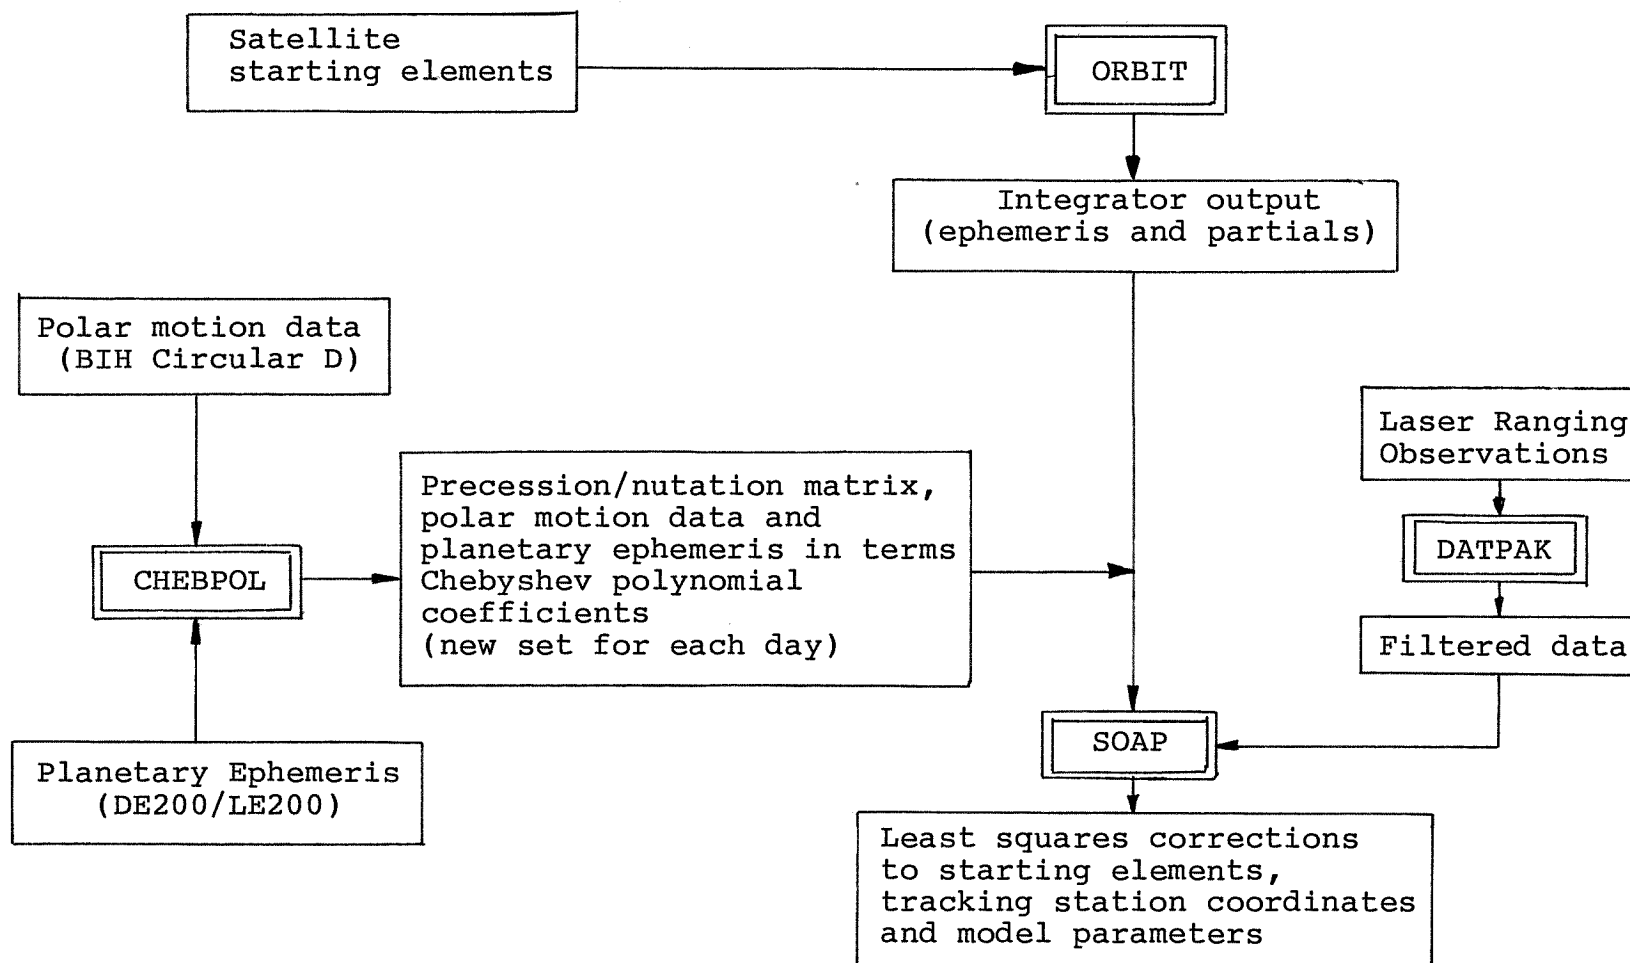 Satellite
starting elements
ORBIT
Integrator output
(ephemeris and partials)
Polar motion data
(BIH Circular D)
Laser Ranging
Observations
Precession/nutation matrix,
polar motion data and
planetary ephemeris in terms
Chebyshev polynomial
coefficients
(new set for each day)
DATPAK
CHEBPOL
Filtered data
SOAP
Planetary Ephemeris
(DE200/LE200)
Least squares corrections
to starting elements,
tracking station coordinates
and model parameters